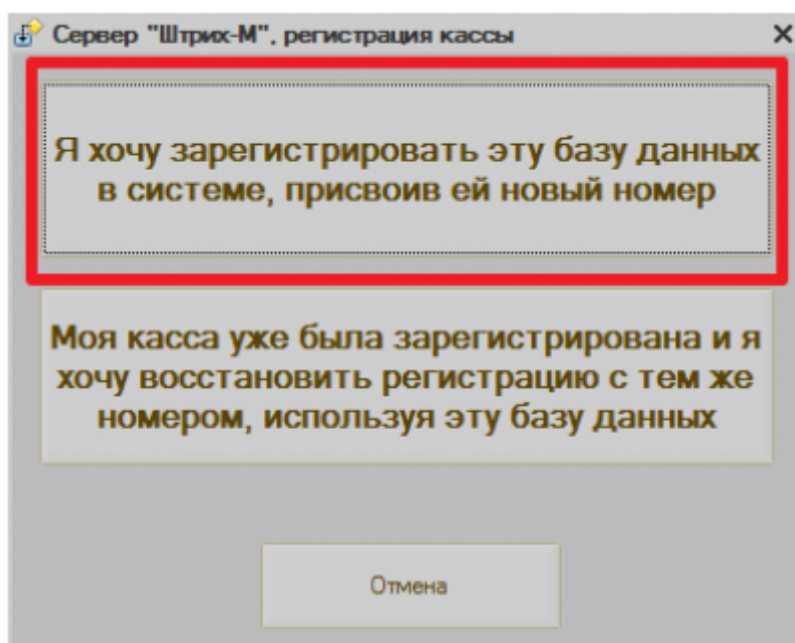 Сервер "Штрих-М", регистрация кассы
Я хочу зарегистрировать эту базу данных
в системе, присвоив ей новый номер
Моя касса уже была зарегистрирована и я
хочу восстановить регистрацию с тем же
номером, используя эту базу данных
Отмена